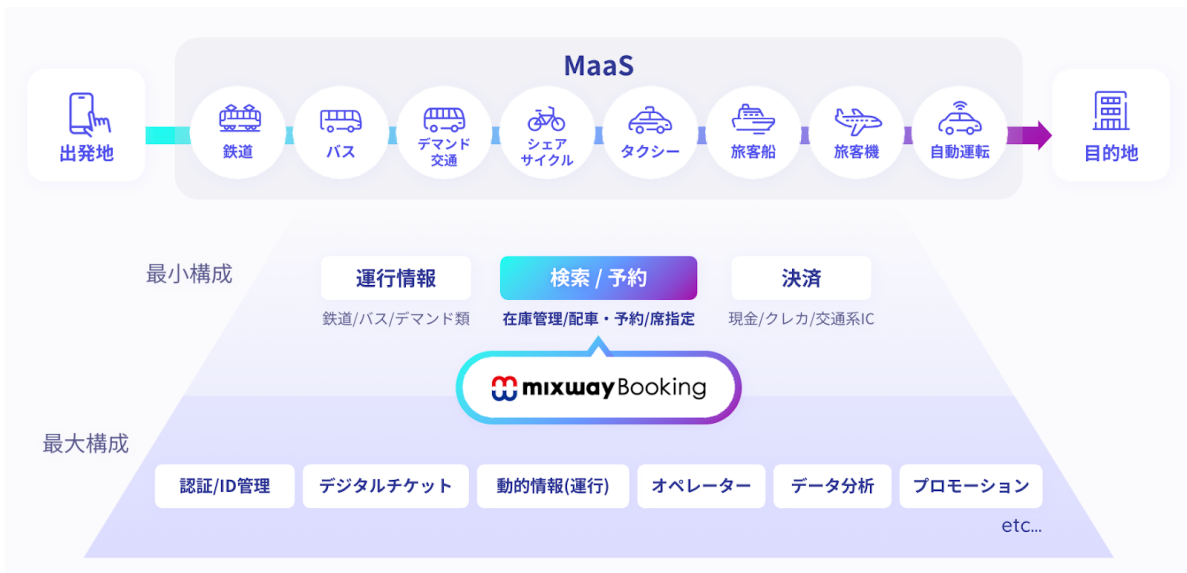 MaaS
出発地
鉄道
バス
デマンド
交通
シェア
サイクル
タクシー
旅客船
旅客機
自動運転
目的地
最小構成
運行情報
検索 / 予約
決済
鉄道/バス/デマンド類
在庫管理/配車・予約/席指定
現金/クレカ/交通系IC
mixwayBooking
最大構成
認証/ID管理
デジタルチケット
動的情報(運行)
オペレーター
データ分析
プロモーション
etc...